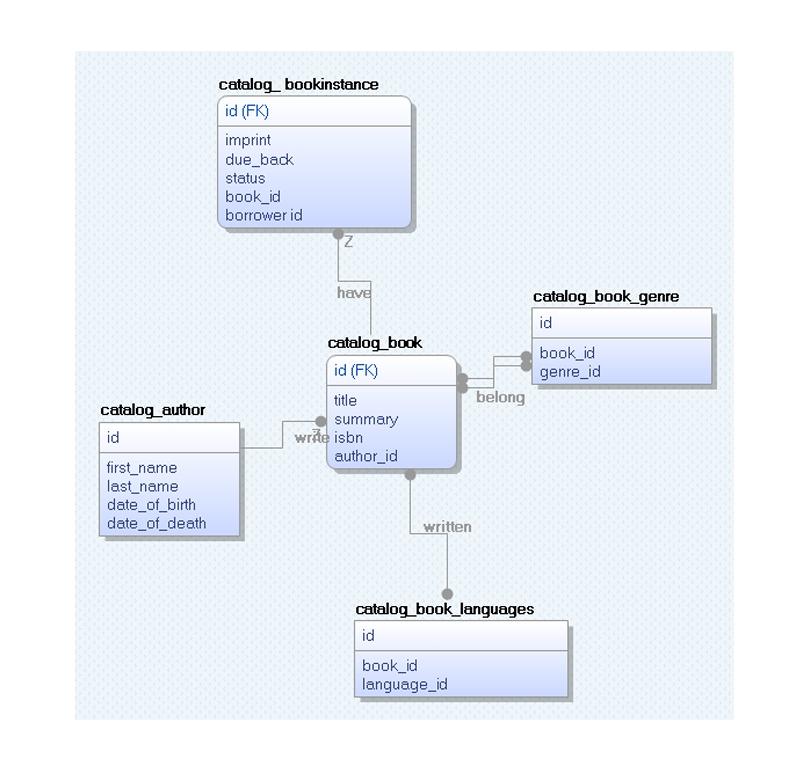 catalog_ bookinstance
id (FK)
imprint
due_back
status
book_id
borrower id
Z
have
catalog_book_genre
id
book_id
genre_id
catalog_book
id (FK)
title
summary
isbn
author_id
belong
catalog_author
id
first_name
last_name
date_of_birth
date_of_death
write
Z
written
catalog_book_languages
id
book_id
language_id